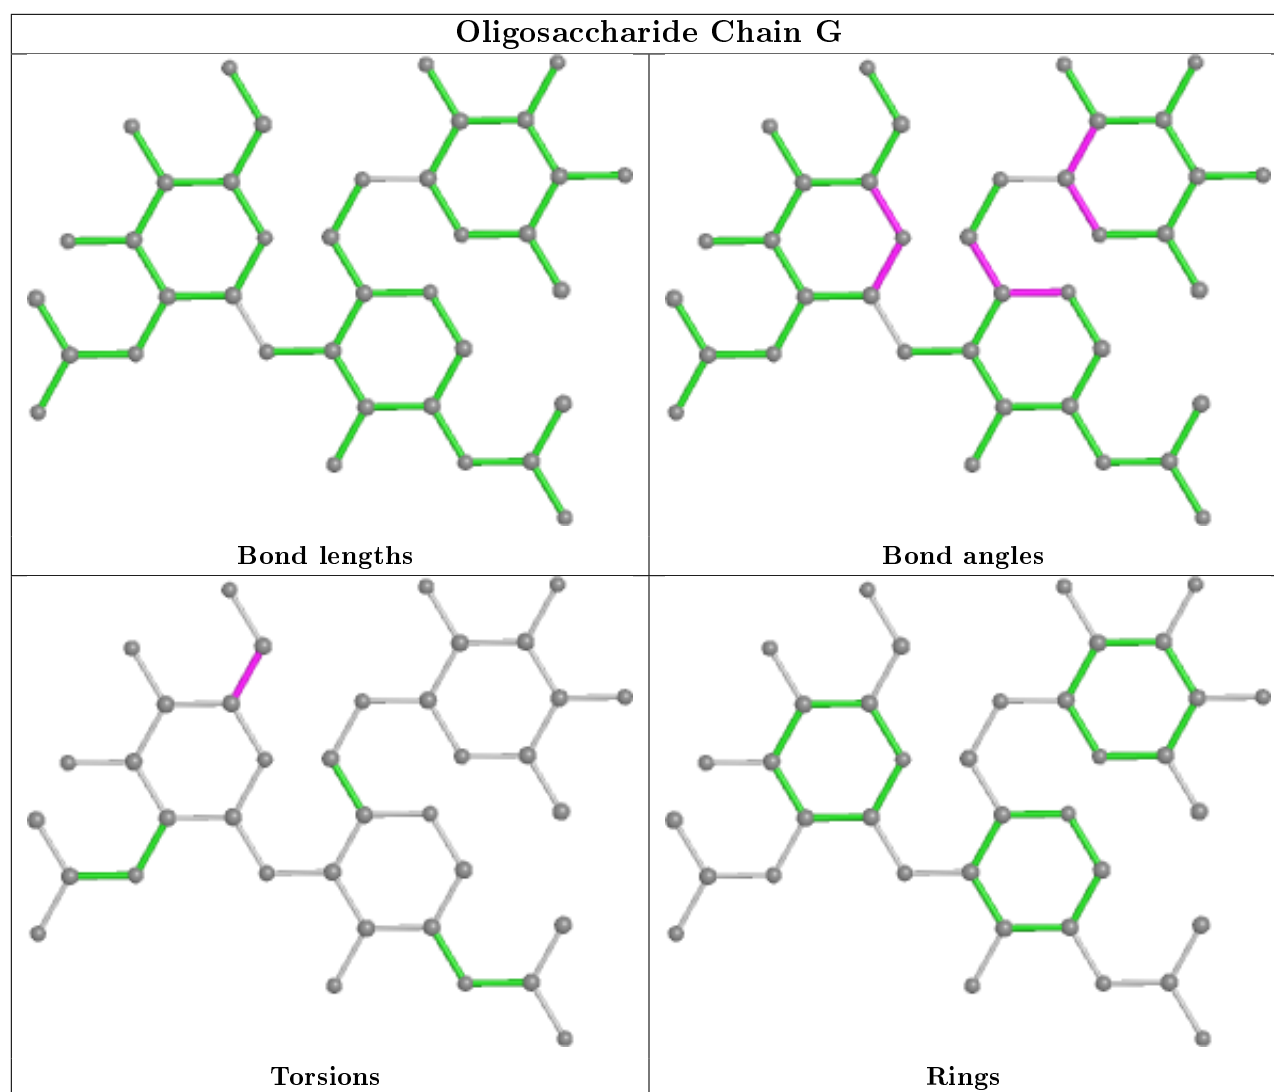 Oligosaccharide Chain G
Bond lengths
Bond angles
Torsions
Rings